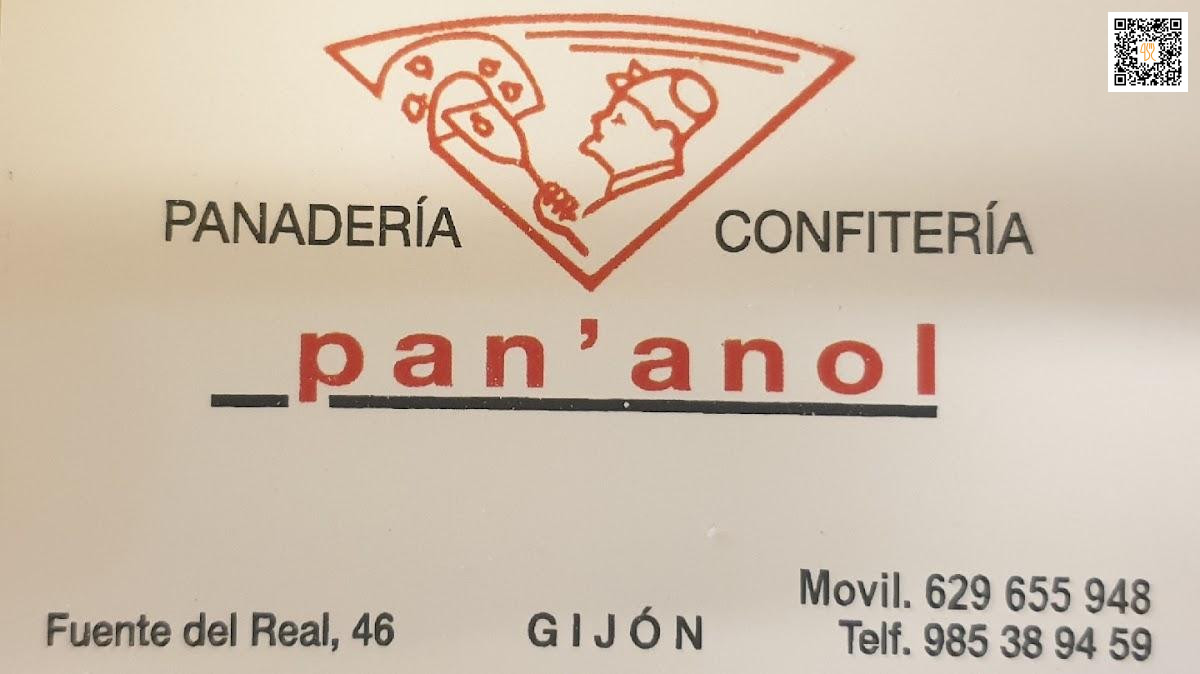 PANADERÍA CONFITERÍA
pan'anol
Fuente del Real, 46
GIJÓN
Movil. 629 655 948
Telf. 985 38 94 59